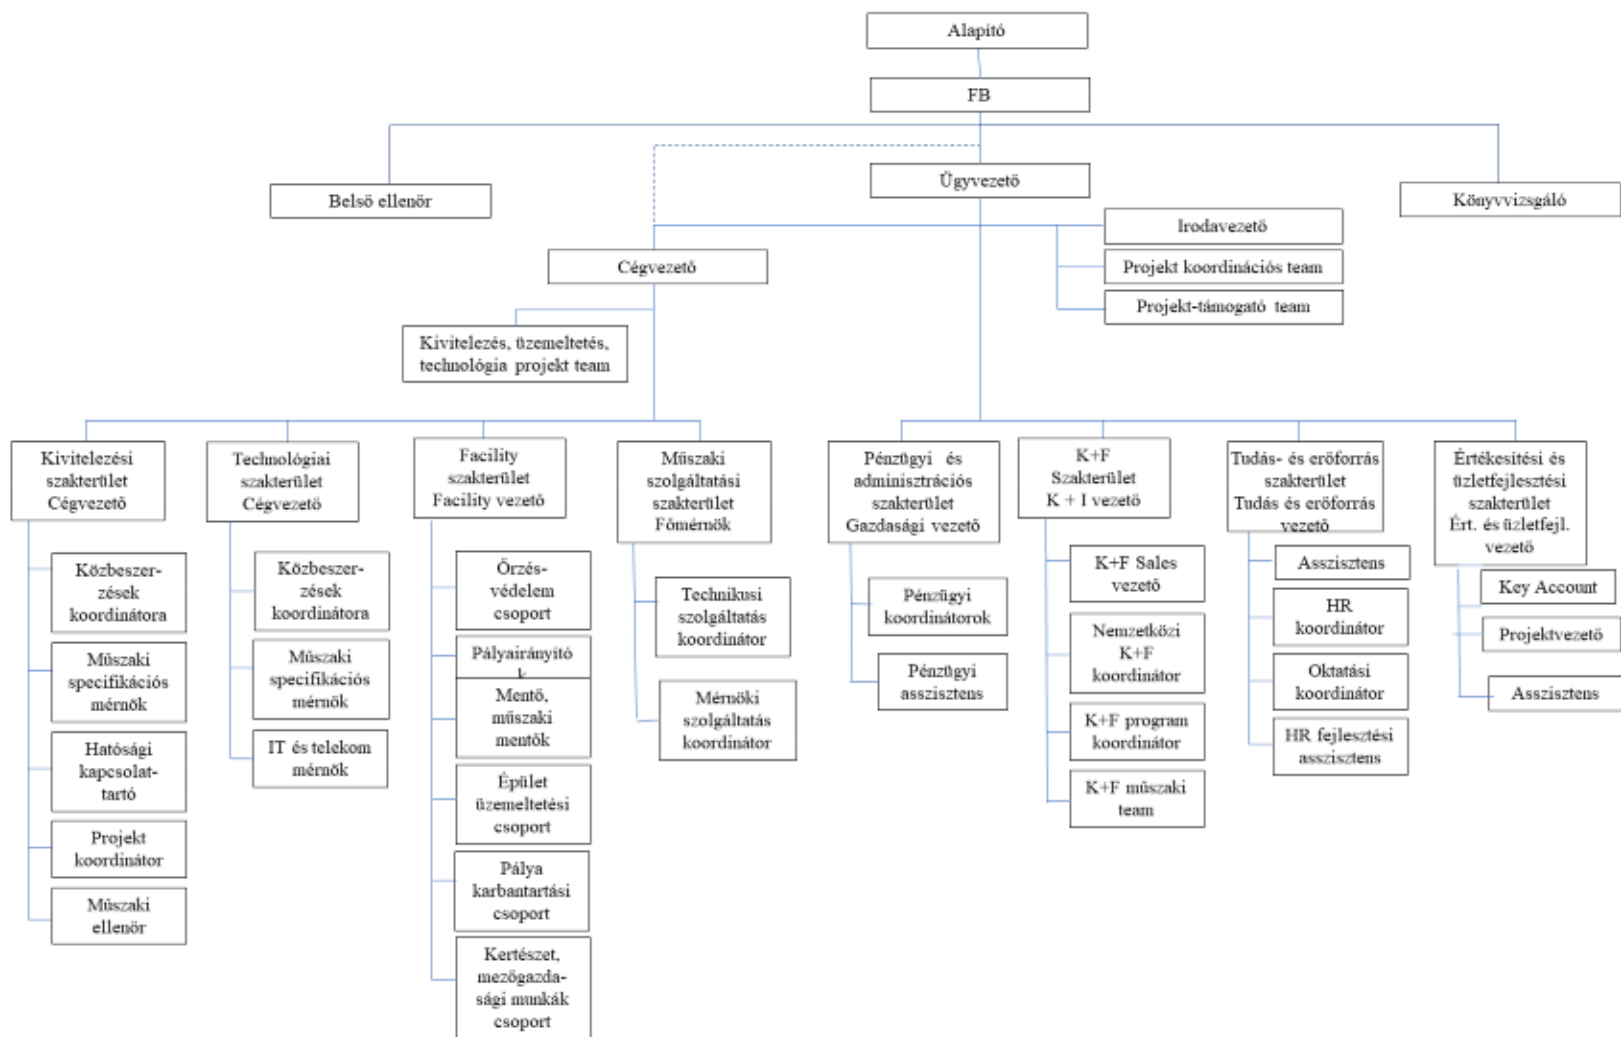 Alapító
FB
Belső ellenőr
Ügyvezető
Könyvvizsgáló
Irodavezető
Projekt koordinációs team
Projekt-támogató team
Cégvezető
Kivitelezés, üzemeltetés,
technológia projekt team
Kivitelezési
szakterület
Cégvezető
Közbeszer-
zések
koordinátora
Műszaki
specifikációs
mérnök
Hatósági
kapcsolat-
tartó
Projekt
koordinátor
Műszaki
ellenőr
Technológiai
szakterület
Cégvezető
Közbeszer-
zések
koordinátora
Műszaki
specifikációs
mérnök
IT és telekom
mérnök
Facility
szakterület
Facility vezető
Őrzés-
védelem
csoport
Pályairányító
k
Mentő,
műszaki
mentők
Épület
üzemeltetési
csoport
Pálya
karbantartási
csoport
Kertészet,
mezőgazda-
sági munkák
csoport
Műszaki
szolgáltatási
szakterület
Főmérnök
Technikusi
szolgáltatás
koordinátor
Mérnöki
szolgáltatás
koordinátor
Pénzügyi és
adminisztrációs
szakterület
Gazdasági vezető
Pénzügyi
koordinátorok
Pénzügyi
asszisztens
K+F
Szakterület
K + I vezető
K+F Sales
vezető
Nemzetközi
K+F
koordinátor
K+F program
koordinátor
K+F műszaki
team
Tudás- és erőforrás
szakterület
Tudás és erőforrás
vezető
Asszisztens
HR
koordinátor
Oktatási
koordinátor
HR fejlesztési
asszisztens
Értékesítési és
üzletfejlesztési
szakterület
Ért. és üzletfejl.
vezető
Key Account
Projektvezető
Asszisztens